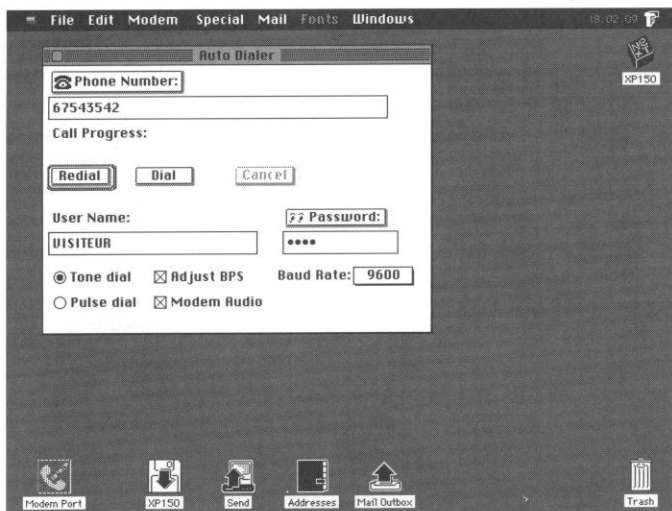 File Edit Modem Special Mail Fonts Windows 18:02:09
Auto Dialer
Phone Number:
67543542
Call Progress:
Redial Dial Cancel
User Name: Password:
VISITEUR ••••
Tone dial Adjust BPS Baud Rate: 9600
Pulse dial Modem Audio
XP150
Modem Port XP150 Send Addresses Mail Outbox Trash